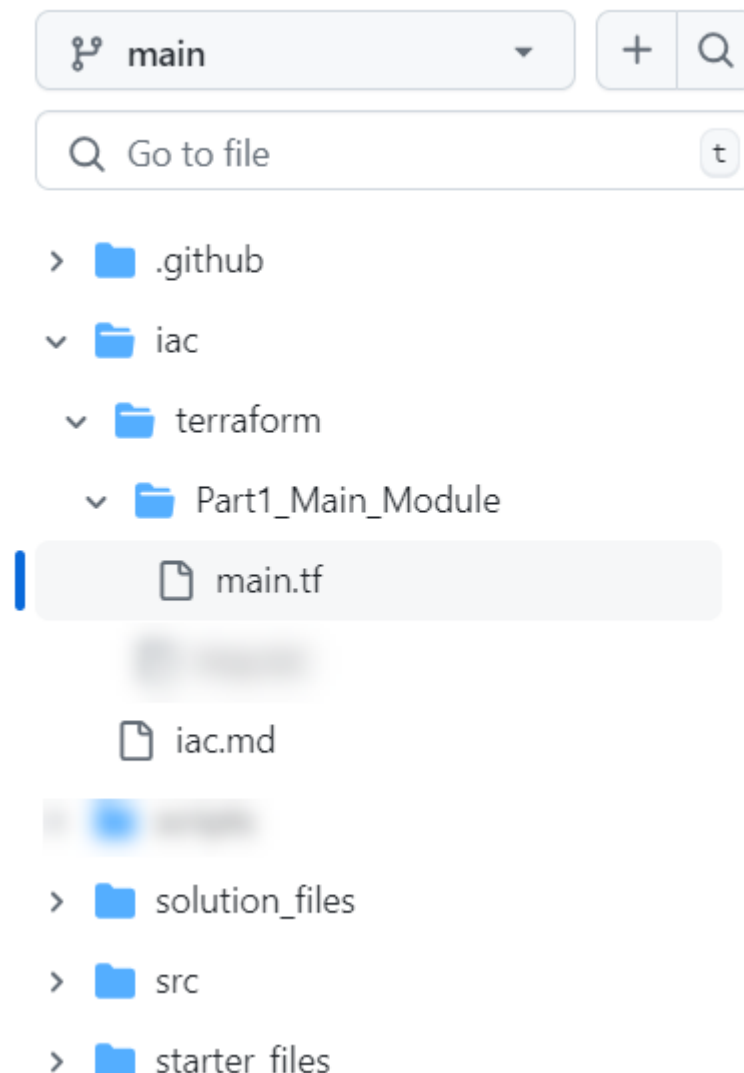 main
Go to file
t
.github
iac
terraform
Part1_Main_Module
main.tf
iac.md
solution_files
src
starter_files